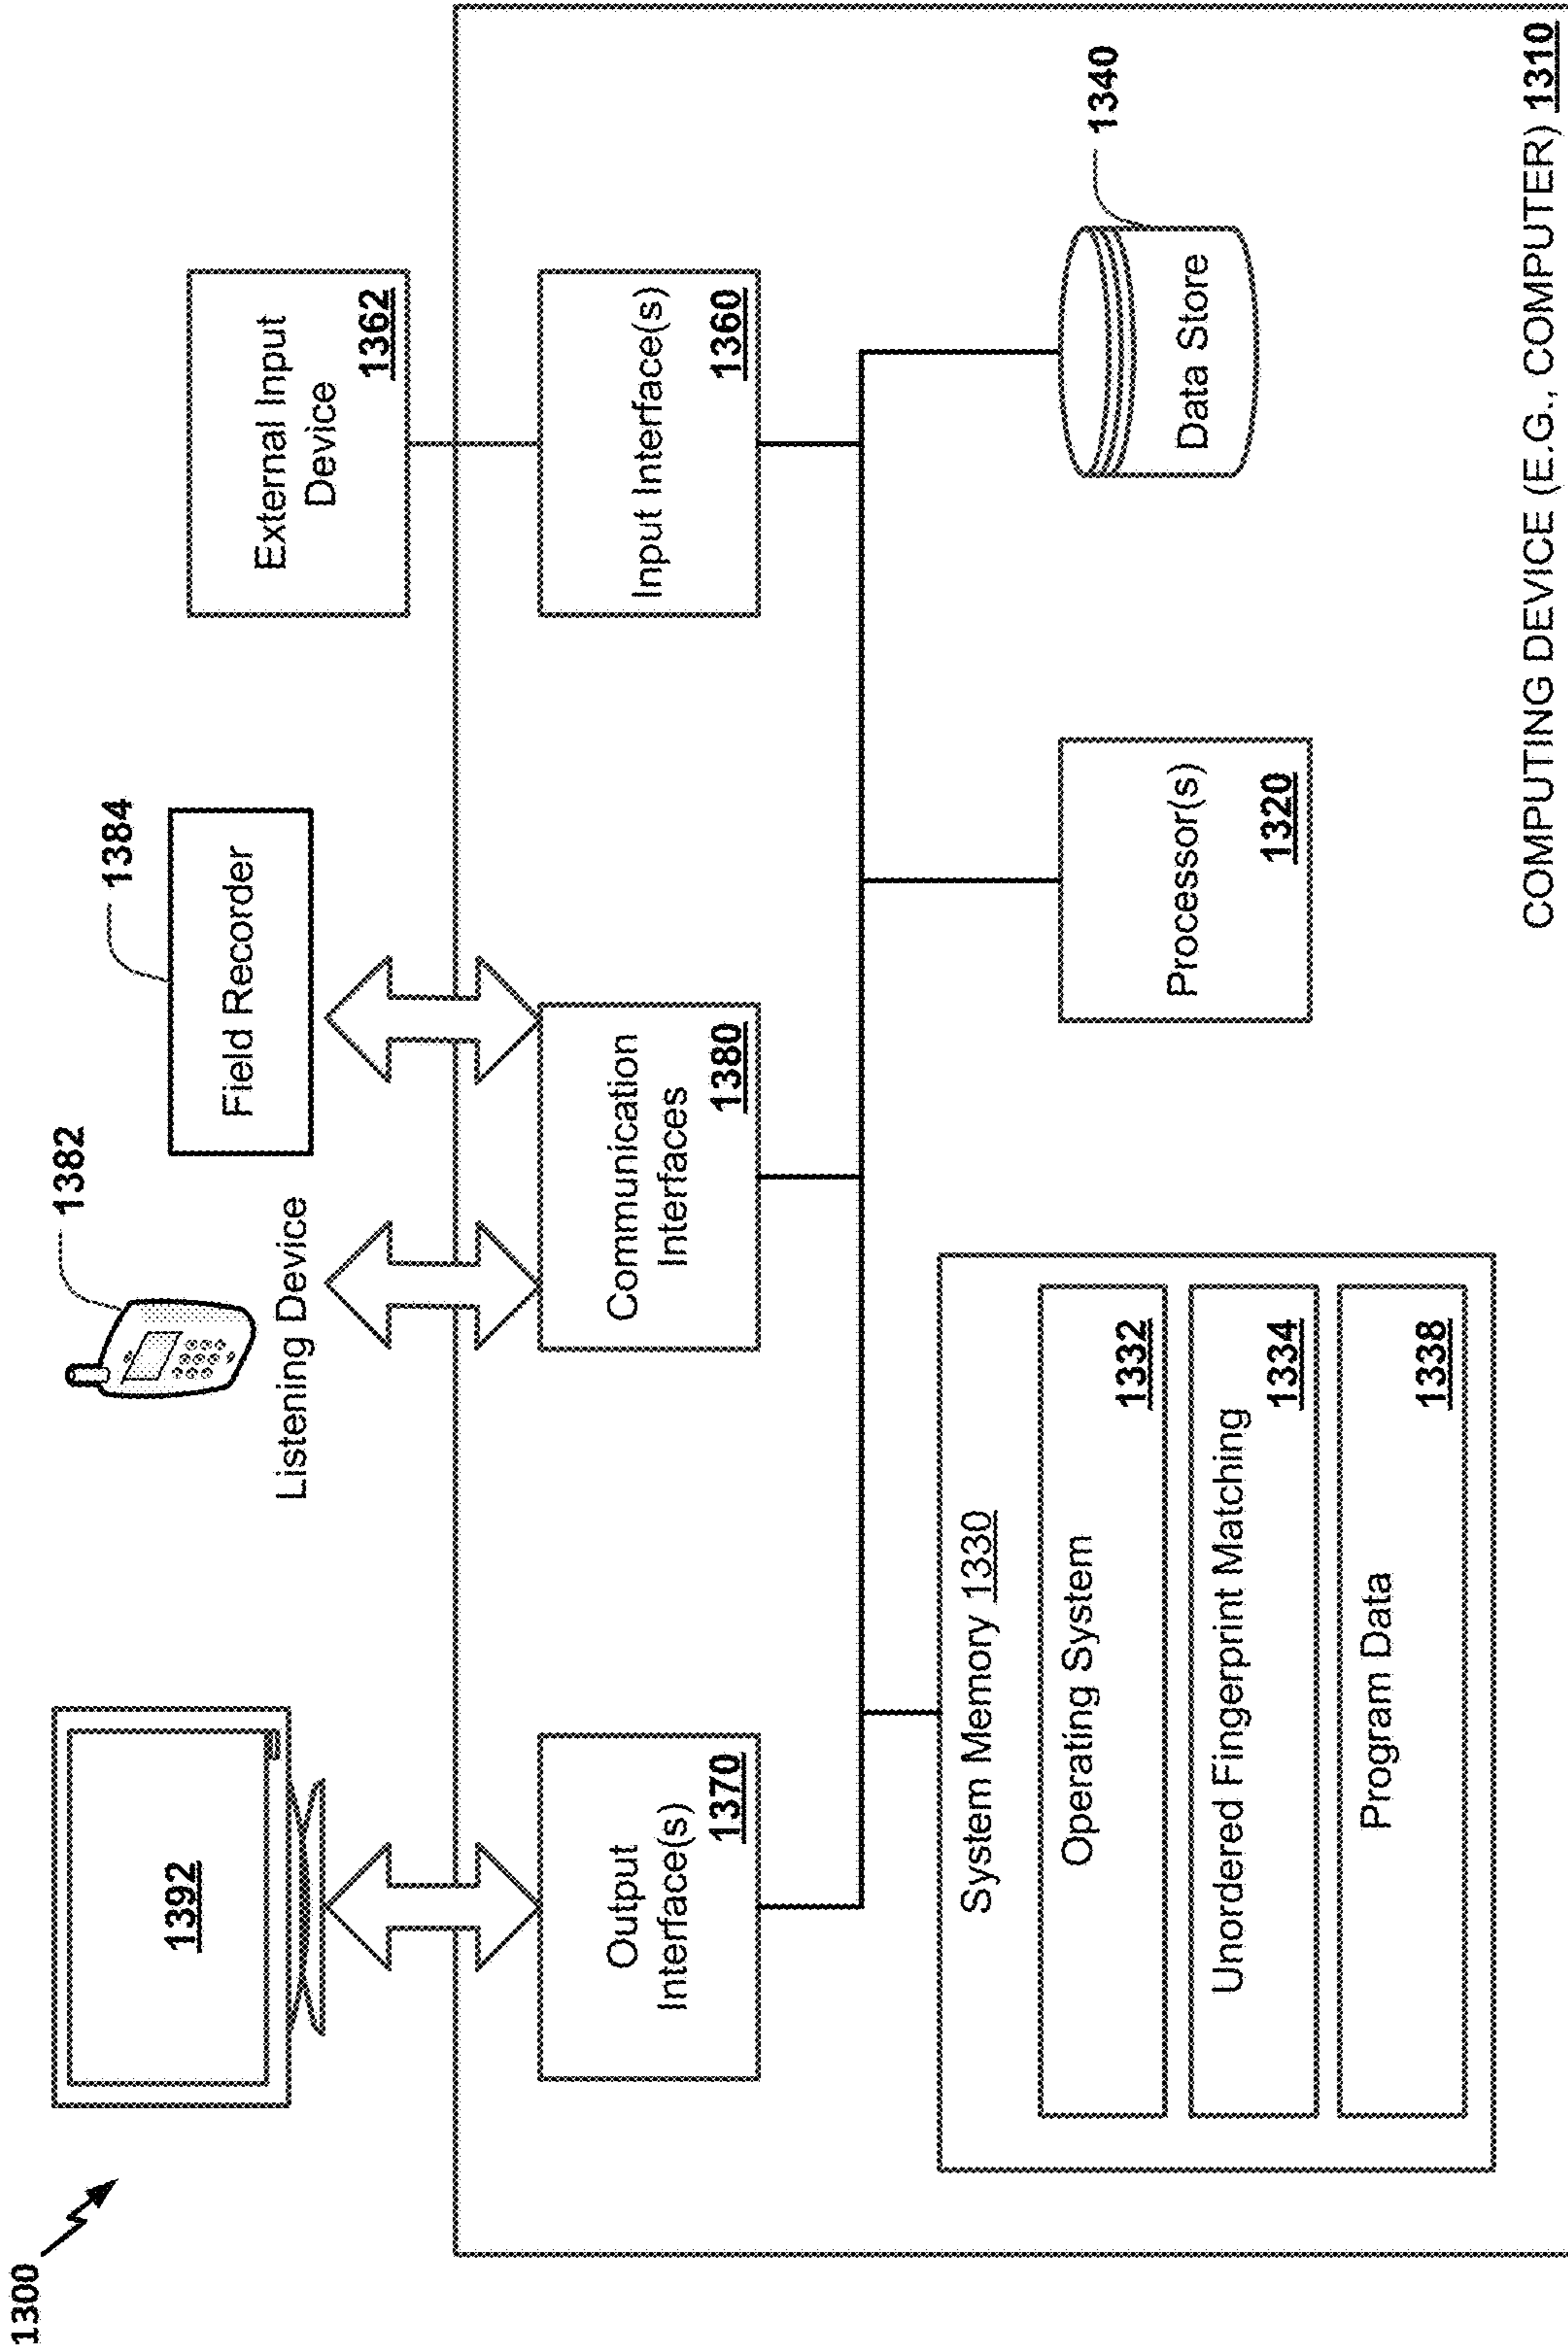 1300
1392
1382
Listening Device
1384
Field Recorder
External Input
Device
1362
Output
Interface(s)
1370
Communication
Interfaces
1380
Input Interface(s)
1360
System Memory 1330
Operating System
1332
Unordered Fingerprint Matching
1334
Program Data
1338
Processor(s)
1320
1340
Data Store
COMPUTING DEVICE (E.G., COMPUTER) 1310